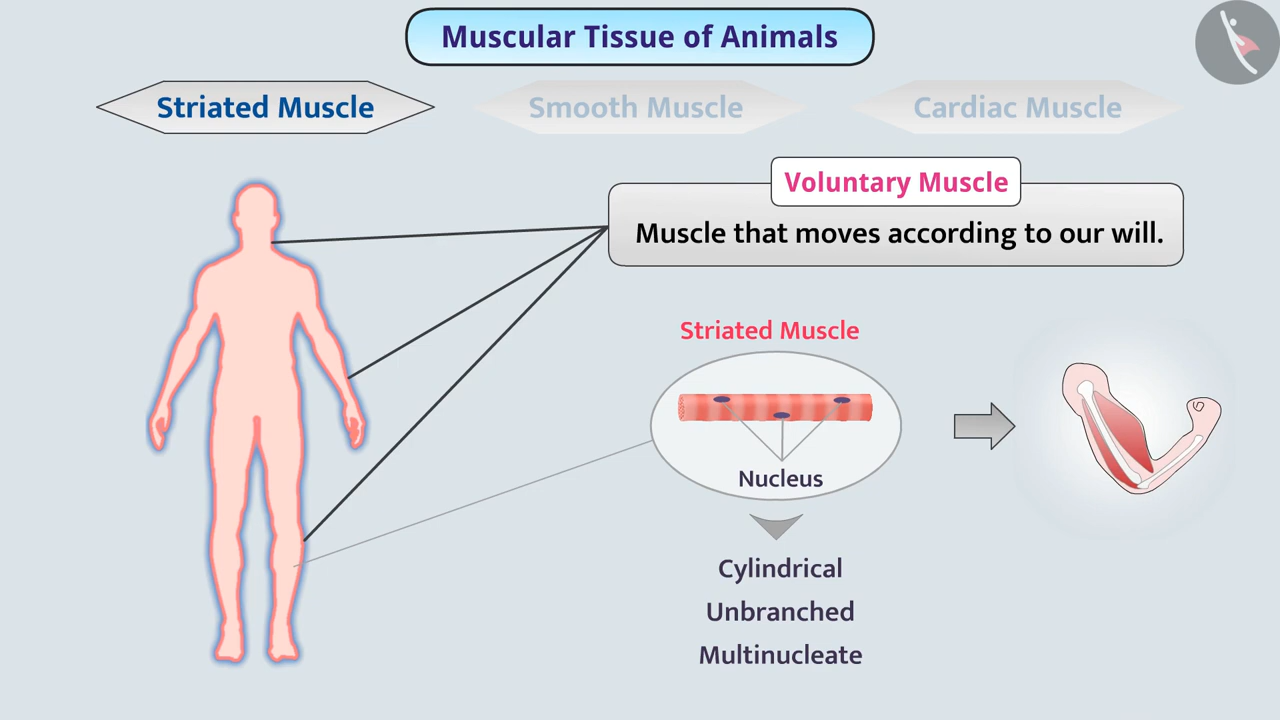 Muscular Tissue of Animals
Striated Muscle
Smooth Muscle
Cardiac Muscle
Voluntary Muscle
Muscle that moves according to our will.
Striated Muscle
Nucleus
Cylindrical
Unbranched
Multinucleate